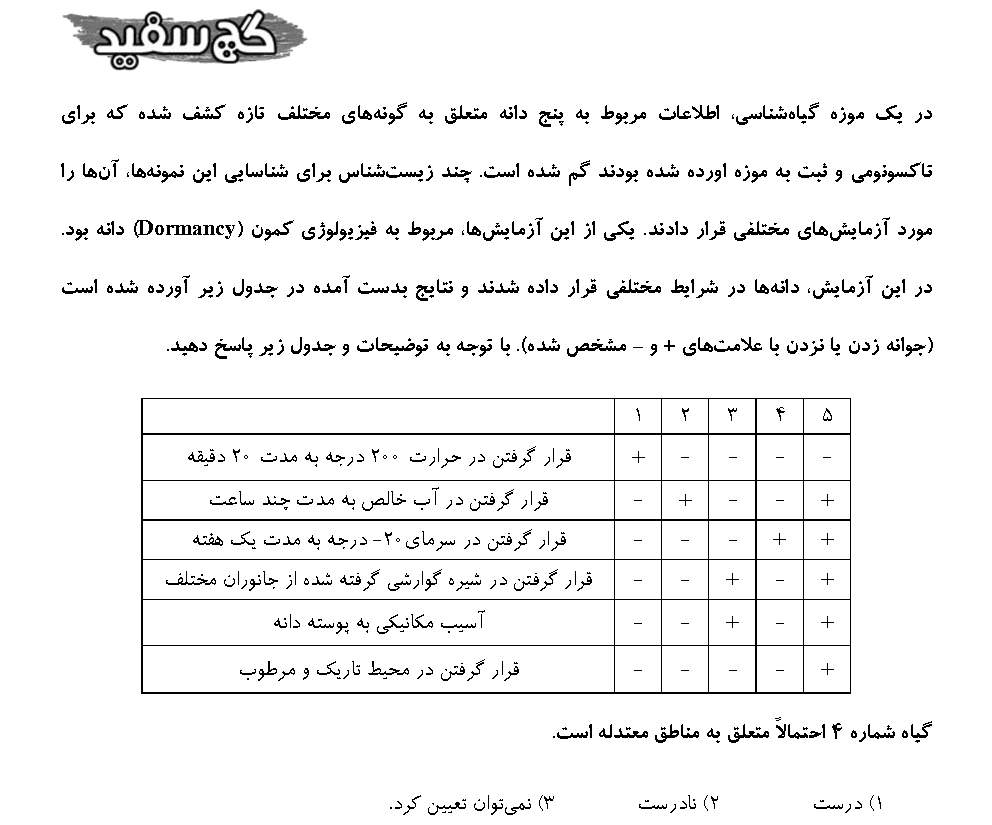 گچ سفید
در یک موزه گیاه‌شناسی، اطلاعات مربوط به پنج دانه متعلق به گونه‌های مختلف تازه کشف شده که برای
تاکسونومی و ثبت به موزه اورده شده بودند گم شده است. چند زیست‌شناس برای شناسایی این نمونه‌ها، آن‌ها را
مورد آزمایش‌های مختلفی قرار دادند. یکی از این آزمایش‌ها، مربوط به فیزیولوژی کمون (Dormancy) دانه بود.
در این آزمایش، دانه‌ها در شرایط مختلفی قرار داده شدند و نتایج بدست آمده در جدول زیر آورده شده است
(جوانه زدن یا نزدن با علامت‌های + و – مشخص شده). با توجه به توضیحات و جدول زیر پاسخ دهید.
۱ ۲ ۳ ۴ ۵
قرار گرفتن در حرارت ۲۰۰ درجه به مدت ۲۰ دقیقه + - - - -
قرار گرفتن در آب خالص به مدت چند ساعت - + - - +
قرار گرفتن در سرمای ۲۰- درجه به مدت یک هفته - - - + +
قرار گرفتن در شیره گوارشی گرفته شده از جانوران مختلف - - + - +
آسیب مکانیکی به پوسته دانه - - + - +
قرار گرفتن در محیط تاریک و مرطوب - - - - +
گیاه شماره ۴ احتمالاً متعلق به مناطق معتدله است.
۱) درست ۲) نادرست ۳) نمی‌توان تعیین کرد.